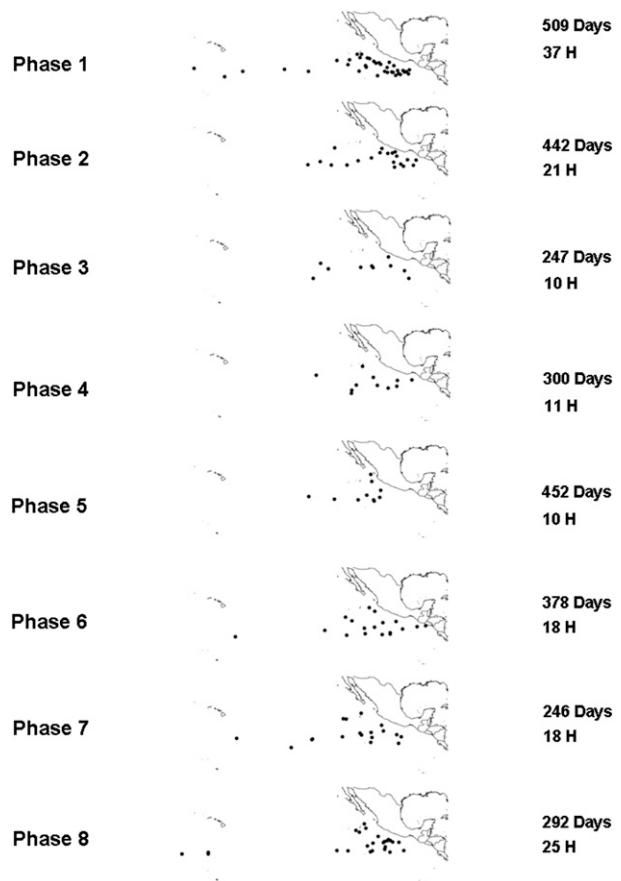 509 Days
Phase 1
37 H
442 Days
Phase 2
21 H
247 Days
Phase 3
10 H
300 Days
Phase 4
11 H
452 Days
Phase 5
10 H
378 Days
Phase 6
18 H
246 Days
Phase 7
18 H
292 Days
Phase 8
25 H